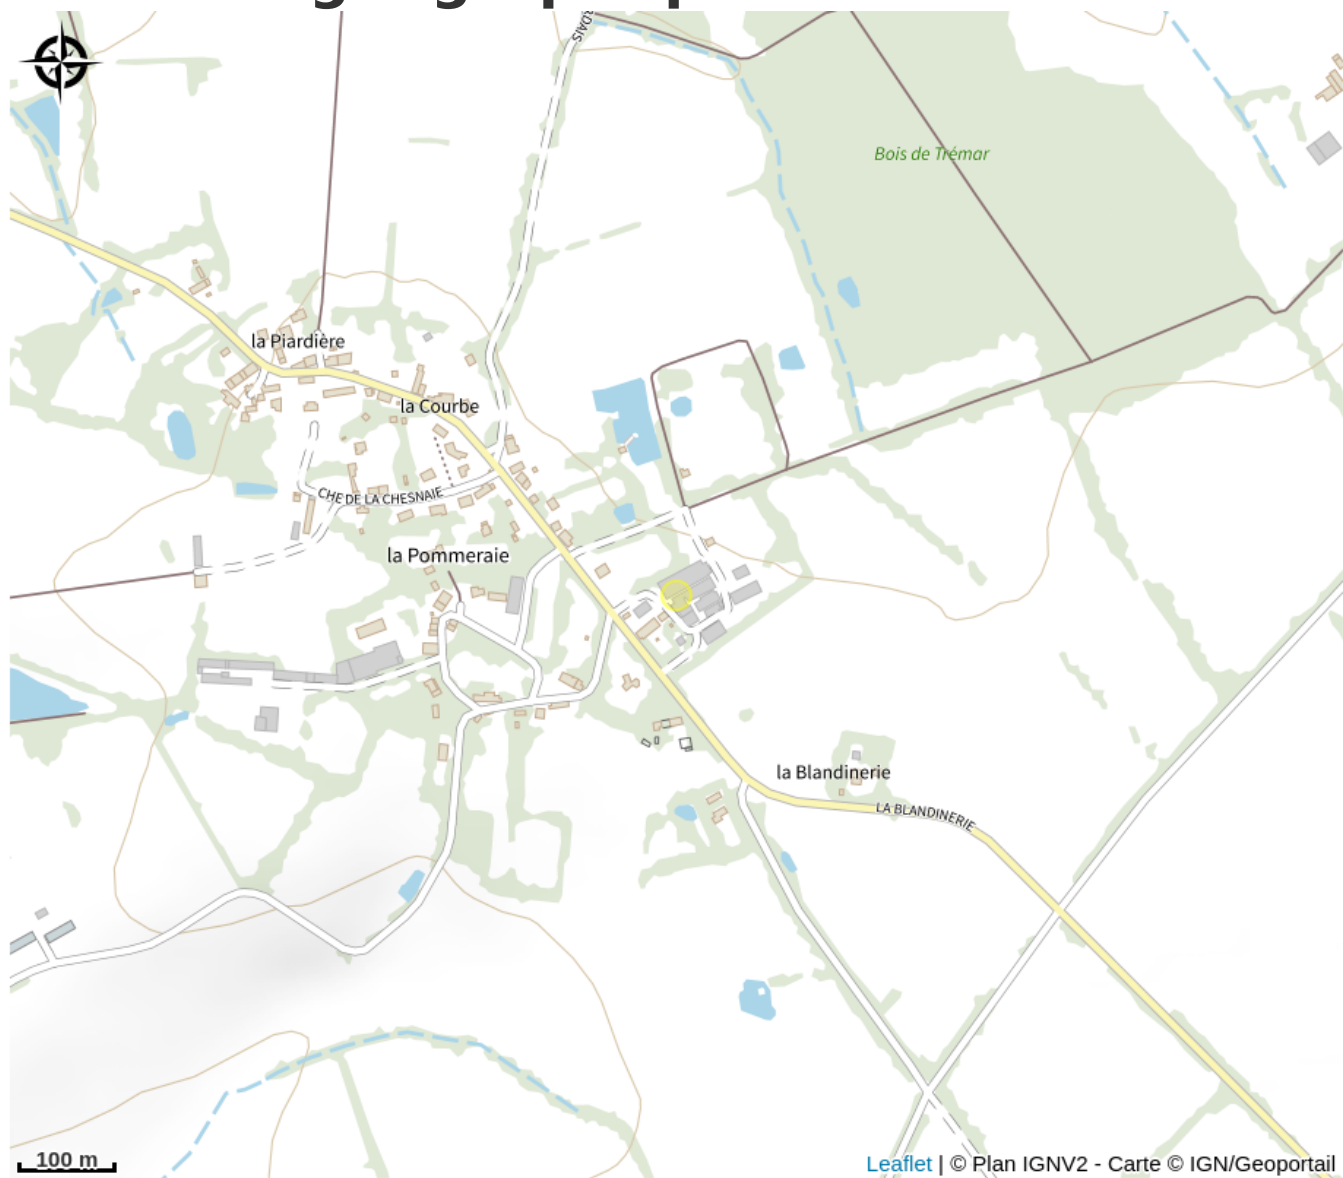 Bois de Trémar
la Piardière
la Courbe
CHE DE LA CHESNAIE
la Pommeraie
la Blandinerie
LA BLANDINERIE
100 m
Leaflet | © Plan IGNV2 - Carte © IGN/Geoportail